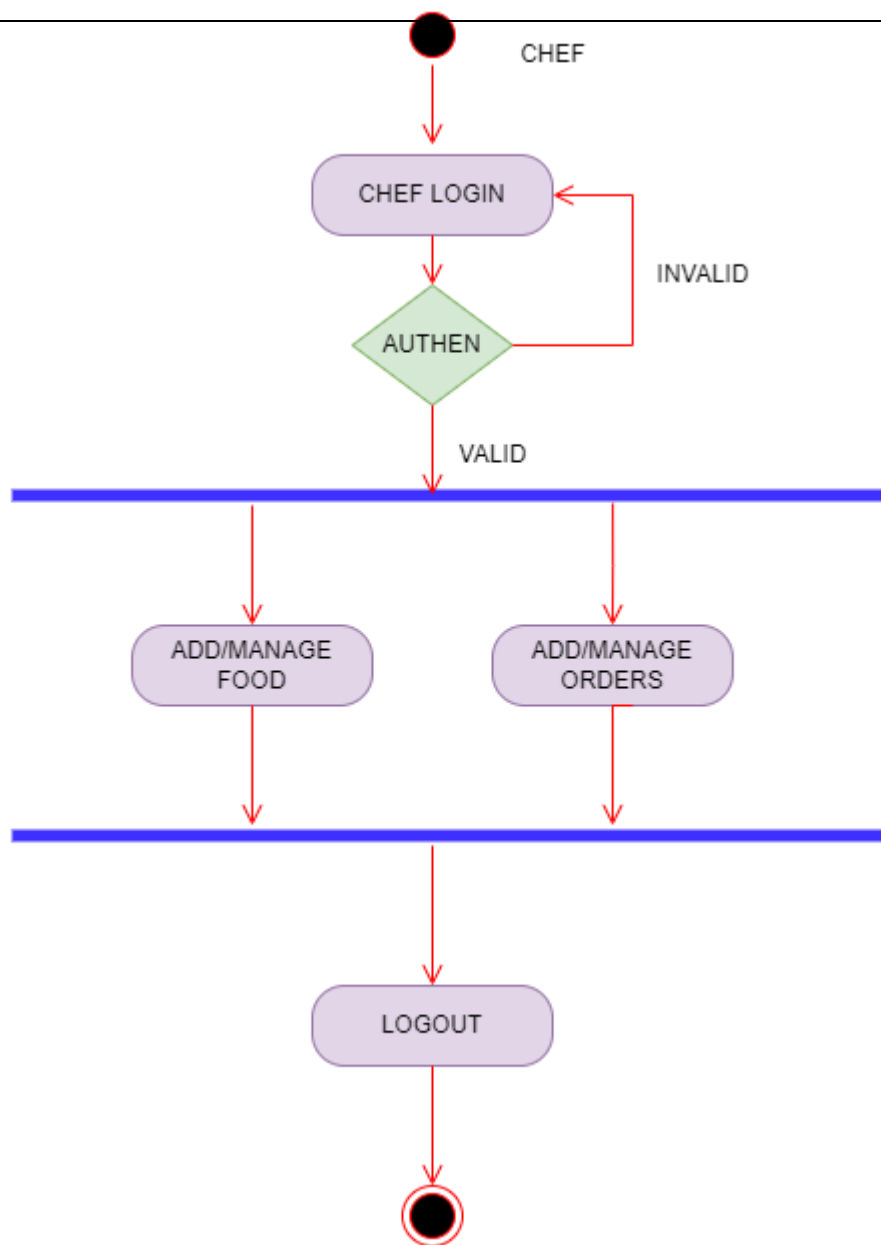 CHEF
CHEF LOGIN
INVALID
AUTHEN
VALID
ADD/MANAGE
FOOD
ADD/MANAGE
ORDERS
LOGOUT